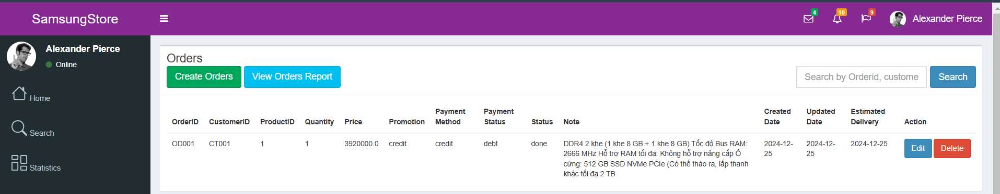 SamsungStore
4
10
9
Alexander Pierce
Alexander Pierce
Online
Home
Search
Statistics
Orders
Create Orders
View Orders Report
Search by Orderid, custome
Search
OrderID CustomerID ProductID Quantity Price Promotion Payment Method Payment Status Status Note Created Date Updated Date Estimated Delivery Action
OD001 CT001 1 1 3920000.0 credit credit debt done
DDR4 2 khe (1 khe 8 GB + 1 khe 8 GB) Tốc độ Bus RAM:
2666 MHz Hỗ trợ RAM tối đa: Không hỗ trợ nâng cấp Ổ
cứng: 512 GB SSD NVMe PCIe (Có thể tháo ra, lắp thanh
khác tối đa 2 TB
2024-12-
25
2024-12-
25
2024-12-25
Edit
Delete